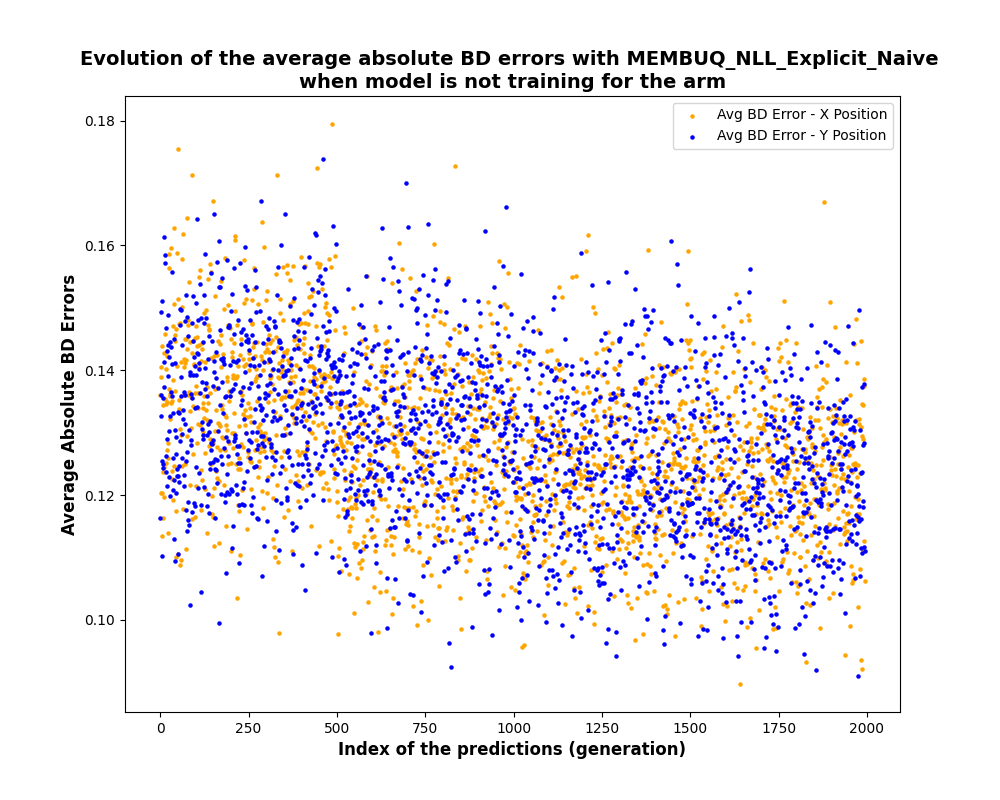 Evolution of the average absolute BD errors with MEMBUQ_NLL_Explicit_Naive
when model is not training for the arm
Avg BD Error - X Position
Avg BD Error - Y Position
Average Absolute BD Errors
0.18
0.16
0.14
0.12
0.10
0 250 500 750 1000 1250 1500 1750 2000
Index of the predictions (generation)